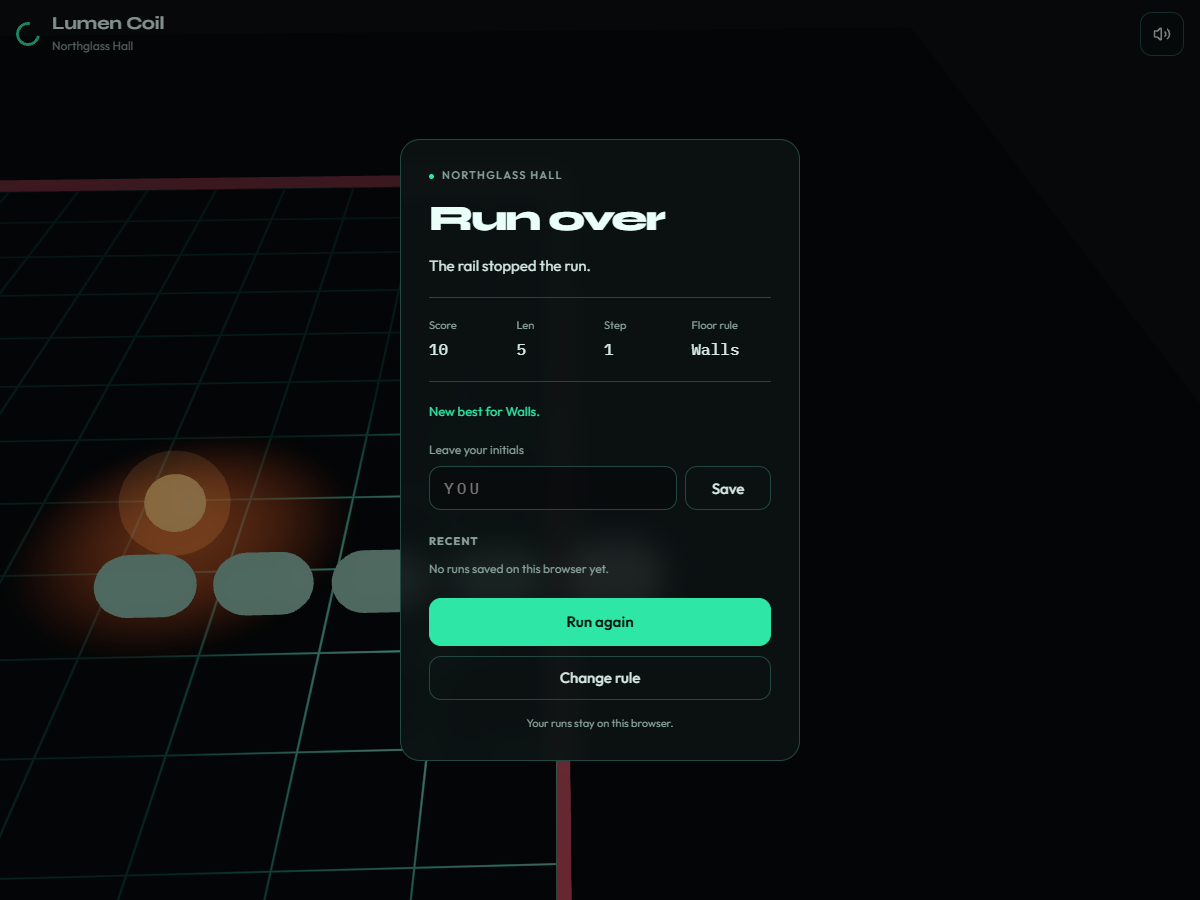 Lumen Coil
Northglass Hall
NORTHGLASS HALL
Run over
The rail stopped the run.
Score Len Step Floor rule
10 5 1 Walls
New best for Walls.
Leave your initials
YOU Save
RECENT
No runs saved on this browser yet.
Run again
Change rule
Your runs stay on this browser.